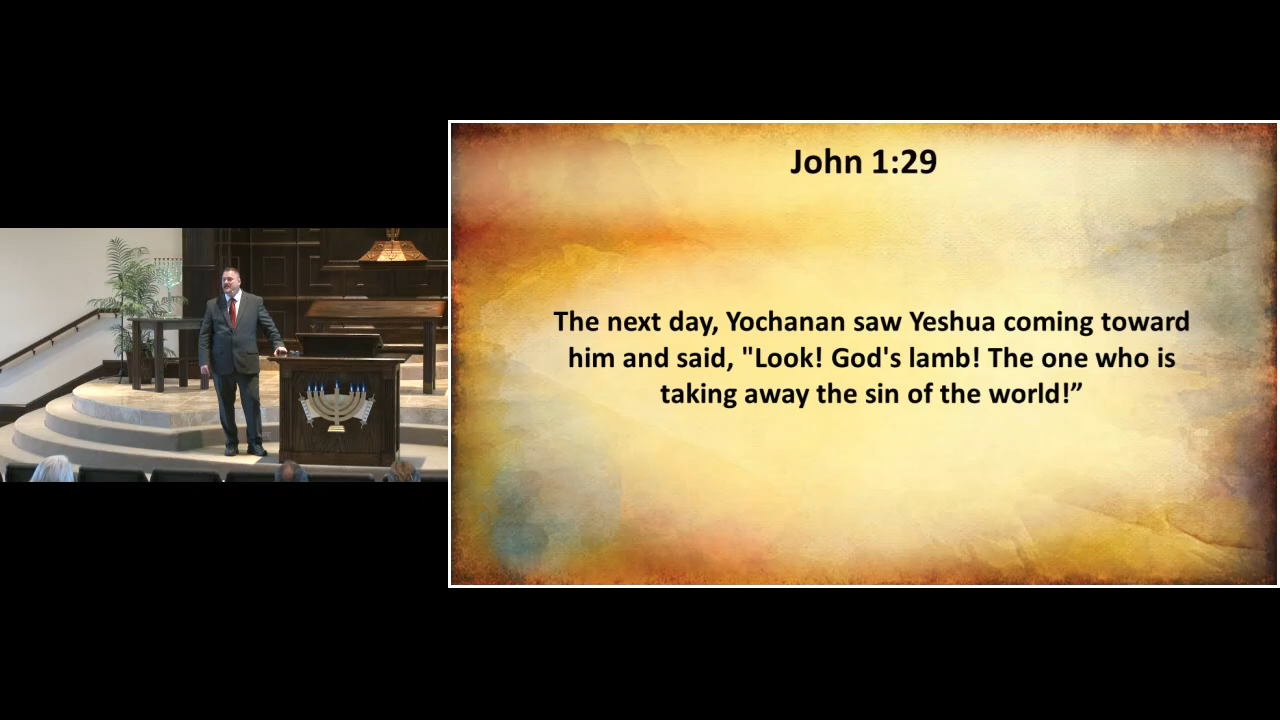 John 1:29
The next day, Yochanan saw Yeshua coming toward
him and said, "Look! God's lamb! The one who is
taking away the sin of the world!”